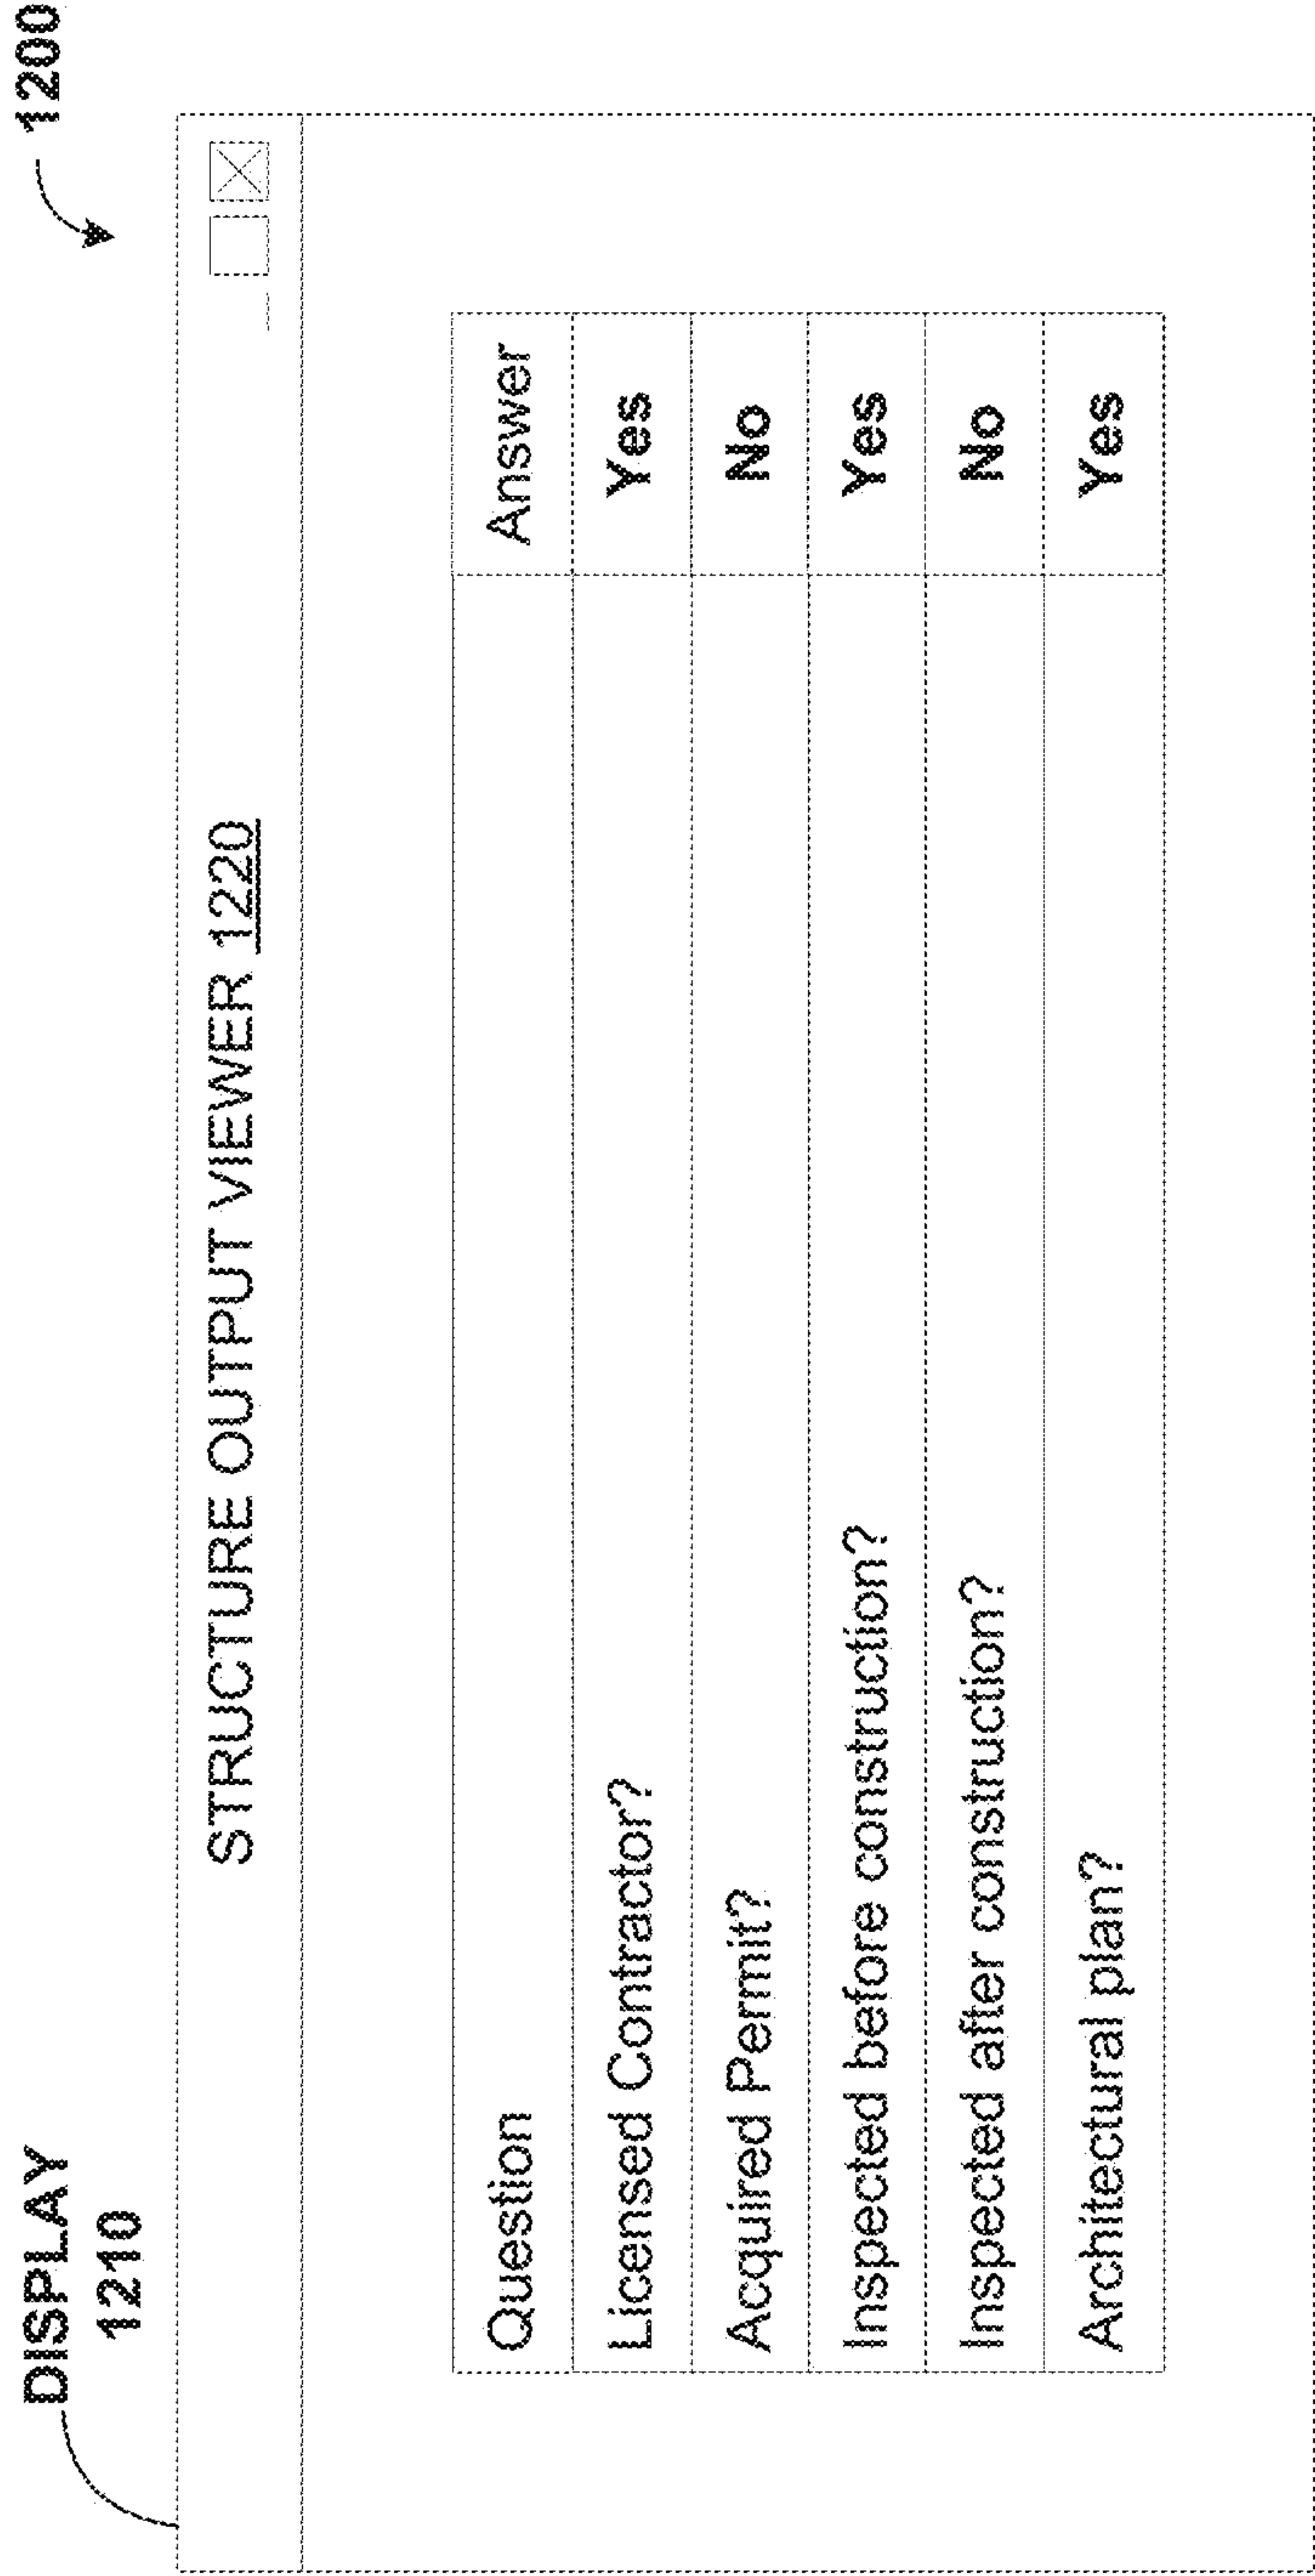 1200
DISPLAY
1210
STRUCTURE OUTPUT VIEWER 1220
Question Answer
Licensed Contractor? Yes
Acquired Permit? No
Inspected before construction? Yes
Inspected after construction? No
Architectural plan? Yes